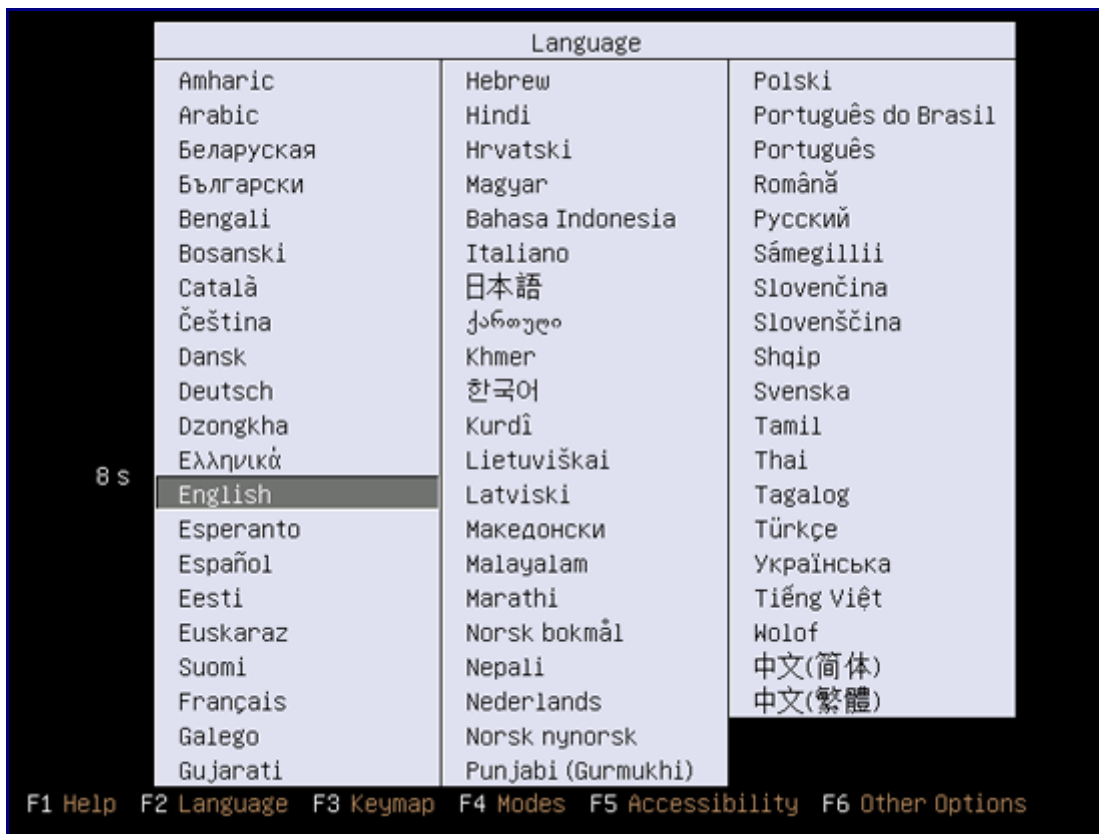 Language
Amharic
Arabic
Беларуская
Български
Bengali
Bosanski
Català
Čeština
Dansk
Deutsch
Dzongkha
Ελληνικά
English
Esperanto
Español
Eesti
Euskaraz
Suomi
Français
Galego
Gujarati
Hebrew
Hindi
Hrvatski
Magyar
Bahasa Indonesia
Italiano
日本語
ქართული
Khmer
한국어
Kurdî
Lietuviškai
Latviski
Македонски
Malayalam
Marathi
Norsk bokmål
Nepali
Nederlands
Norsk nynorsk
Punjabi (Gurmukhi)
Polski
Português do Brasil
Português
Română
Русский
Sámegillii
Slovenčina
Slovenščina
Shqip
Svenska
Tamil
Thai
Tagalog
Türkçe
Українська
Tiếng Việt
Wolof
中文(简体)
中文(繁體)
8 s
F1 Help F2 Language F3 Keymap F4 Modes F5 Accessibility F6 Other Options